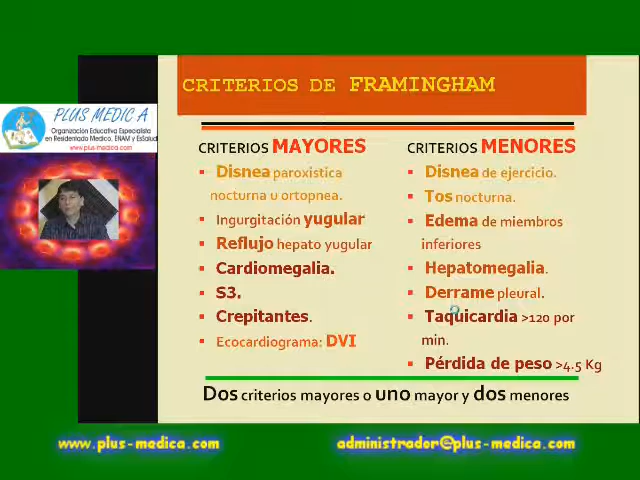 CRITERIOS DE FRAMINGHAM
PLUS MEDIC A
Organización Educativa Especialista
en Residentado Medico, ENAM y EsSalud
www.plus-medica.com
CRITERIOS MAYORES
Disnea paroxistica
nocturna u ortopnea.
Ingurgitación yugular
Reflujo hepato yugular
Cardiomegalia.
S3.
Crepitantes.
Ecocardiograma: DVI
CRITERIOS MENORES
Disnea de ejercicio.
Tos nocturna.
Edema de miembros
inferiores
Hepatomegalia.
Derrame pleural.
Taquicardia >120 por
min.
Pérdida de peso >4.5 Kg
Dos criterios mayores o uno mayor y dos menores
www.plus-medica.com
administrador@plus-medica.com